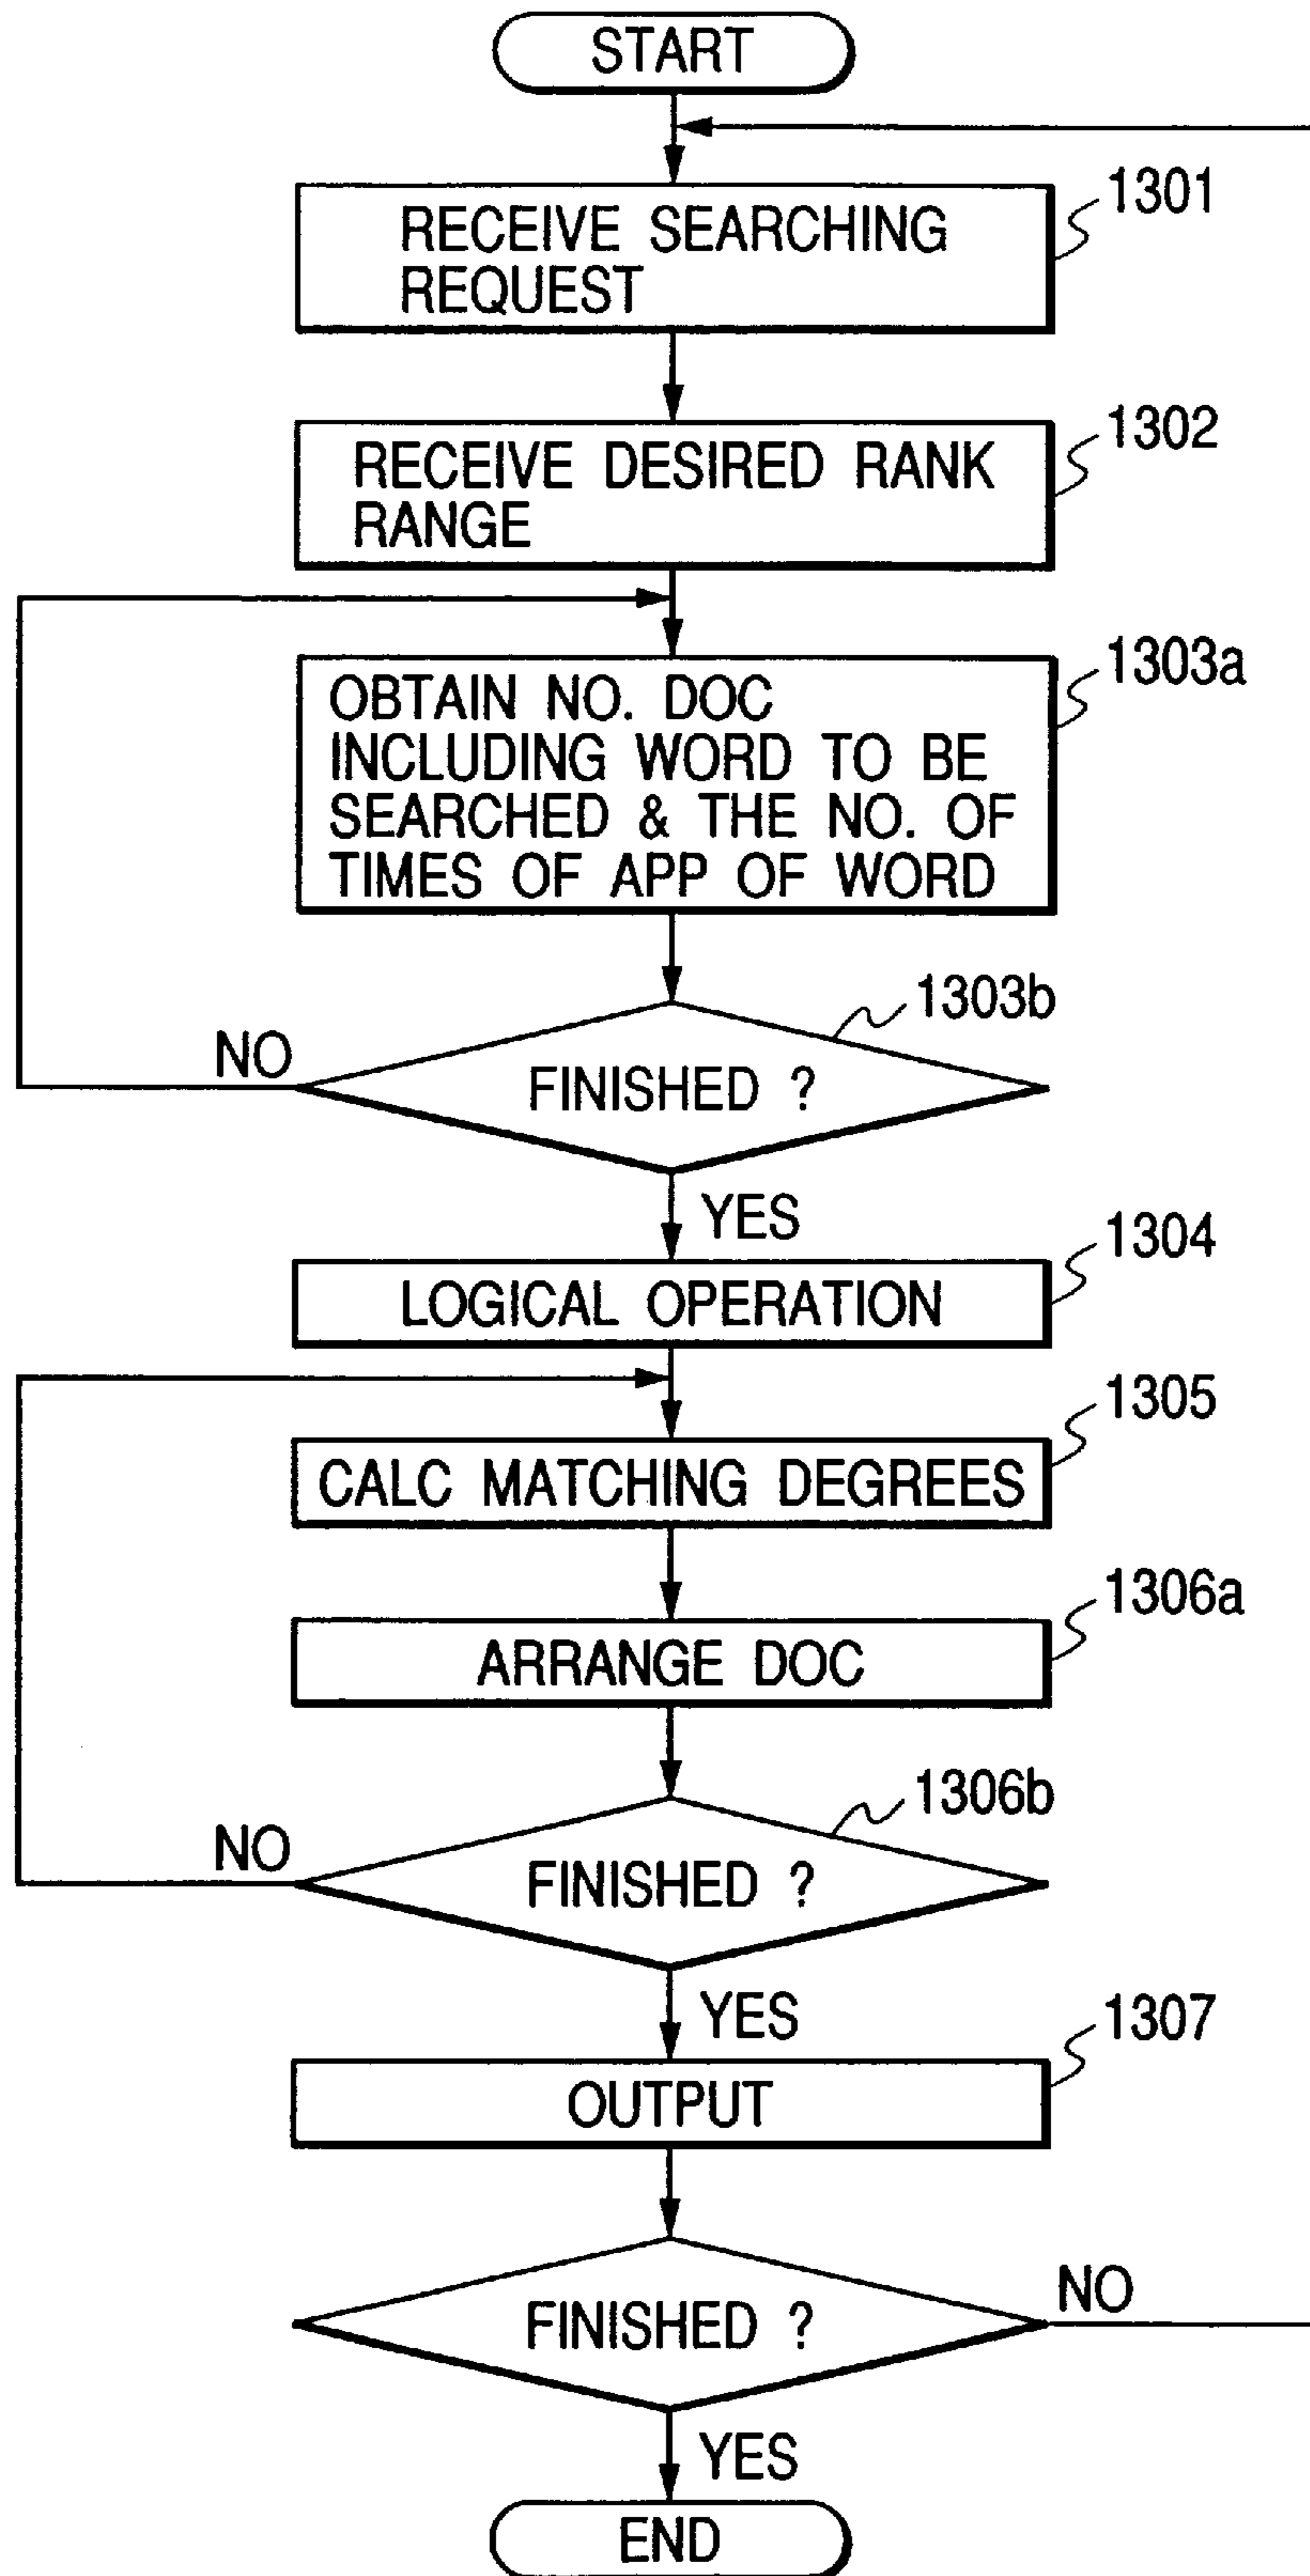 START
RECEIVE SEARCHING
REQUEST
1301
RECEIVE DESIRED RANK
RANGE
1302
OBTAIN NO. DOC
INCLUDING WORD TO BE
SEARCHED & THE NO. OF
TIMES OF APP OF WORD
1303a
FINISHED ?
1303b
NO
YES
LOGICAL OPERATION
1304
CALC MATCHING DEGREES
1305
ARRANGE DOC
1306a
FINISHED ?
1306b
NO
YES
OUTPUT
1307
FINISHED ?
NO
YES
END